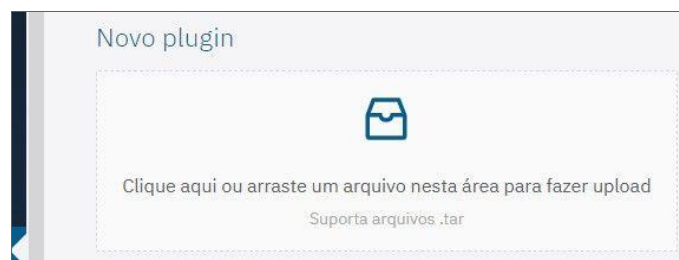 Novo plugin
Clique aqui ou arraste um arquivo nesta área para fazer upload
Suporta arquivos .tar